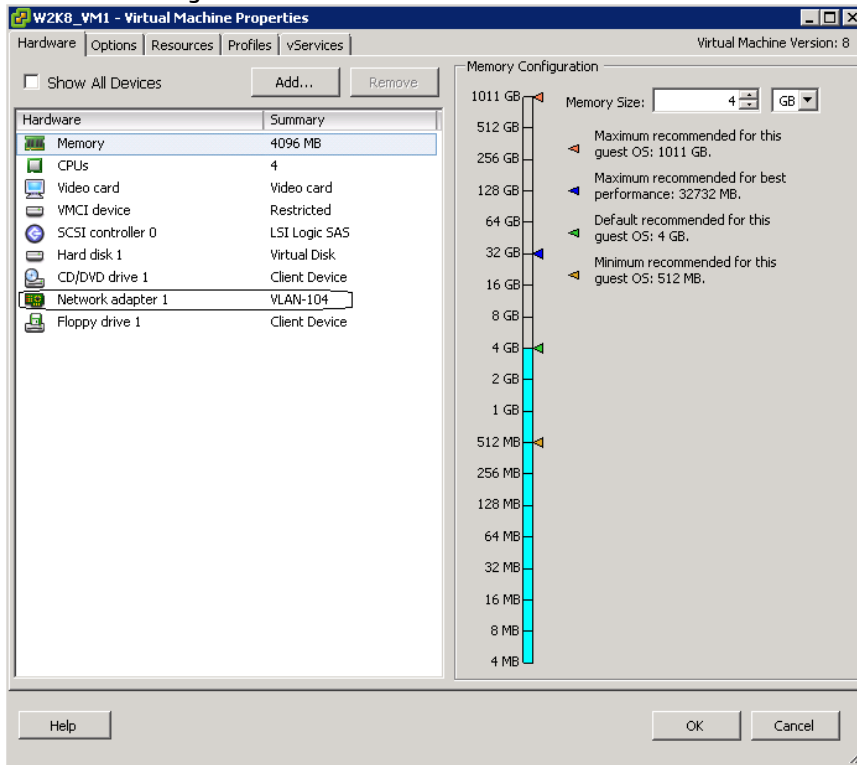 W2K8_VM1 - Virtual Machine Properties
Hardware Options Resources Profiles vServices Virtual Machine Version: 8
Show All Devices Add... Remove
Hardware Summary
Memory 4096 MB
CPUs 4
Video card Video card
VMCI device Restricted
SCSI controller 0 LSI Logic SAS
Hard disk 1 Virtual Disk
CD/DVD drive 1 Client Device
Network adapter 1 VLAN-104
Floppy drive 1 Client Device
Memory Configuration
Memory Size: 4 GB
1011 GB
512 GB
256 GB
128 GB
64 GB
32 GB
16 GB
8 GB
4 GB
2 GB
1 GB
512 MB
256 MB
128 MB
64 MB
32 MB
16 MB
8 MB
4 MB
Maximum recommended for this
guest OS: 1011 GB.
Maximum recommended for best
performance: 32732 MB.
Default recommended for this
guest OS: 4 GB.
Minimum recommended for this
guest OS: 512 MB.
Help OK Cancel